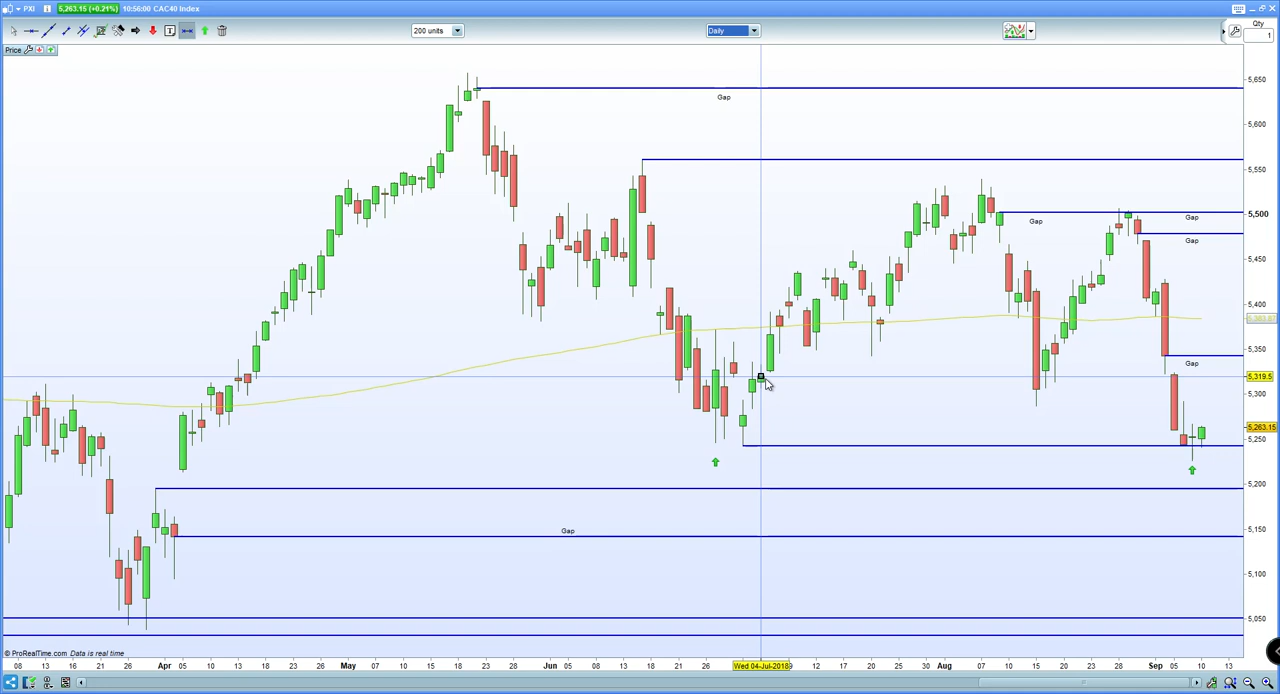 PXI 5,263.15 (+0.21%) 10:56:00 CAC40 Index
200 units Daily Qty
1
Price
5,650
Gap
5,600
5,550
5,500
Gap
Gap
Gap
5,450
5,400
5,363.87
5,350
Gap
5,319.5
5,300
5,263.15
5,250
5,200
5,150
Gap
5,100
5,050
© ProRealTime.com Data is real time
08 13 16 21 26 Apr 05 10 13 18 23 26 May 07 10 15 18 23 28 Jun 05 08 13 18 21 26 Wed 04-Jul-2018 9 12 17 20 25 30 Aug 07 10 15 20 23 28 Sep 05 10 13